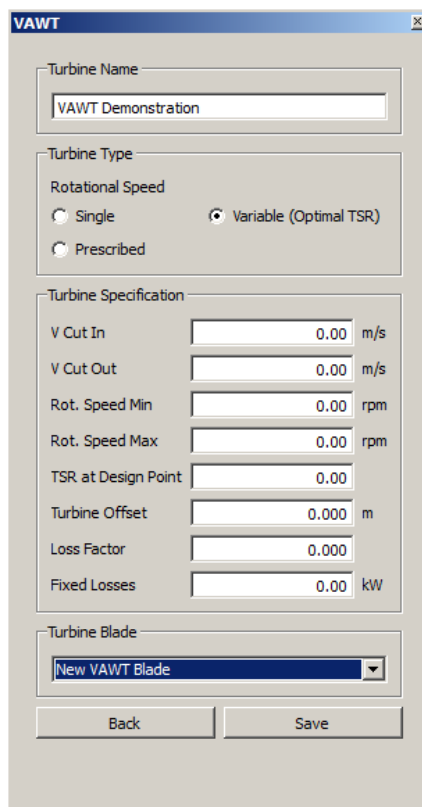 VAWT
Turbine Name
VAWT Demonstration
Turbine Type
Rotational Speed
Single Variable (Optimal TSR)
Prescribed
Turbine Specification
V Cut In 0.00 m/s
V Cut Out 0.00 m/s
Rot. Speed Min 0.00 rpm
Rot. Speed Max 0.00 rpm
TSR at Design Point 0.00
Turbine Offset 0.000 m
Loss Factor 0.000
Fixed Losses 0.00 kW
Turbine Blade
New VAWT Blade
Back Save